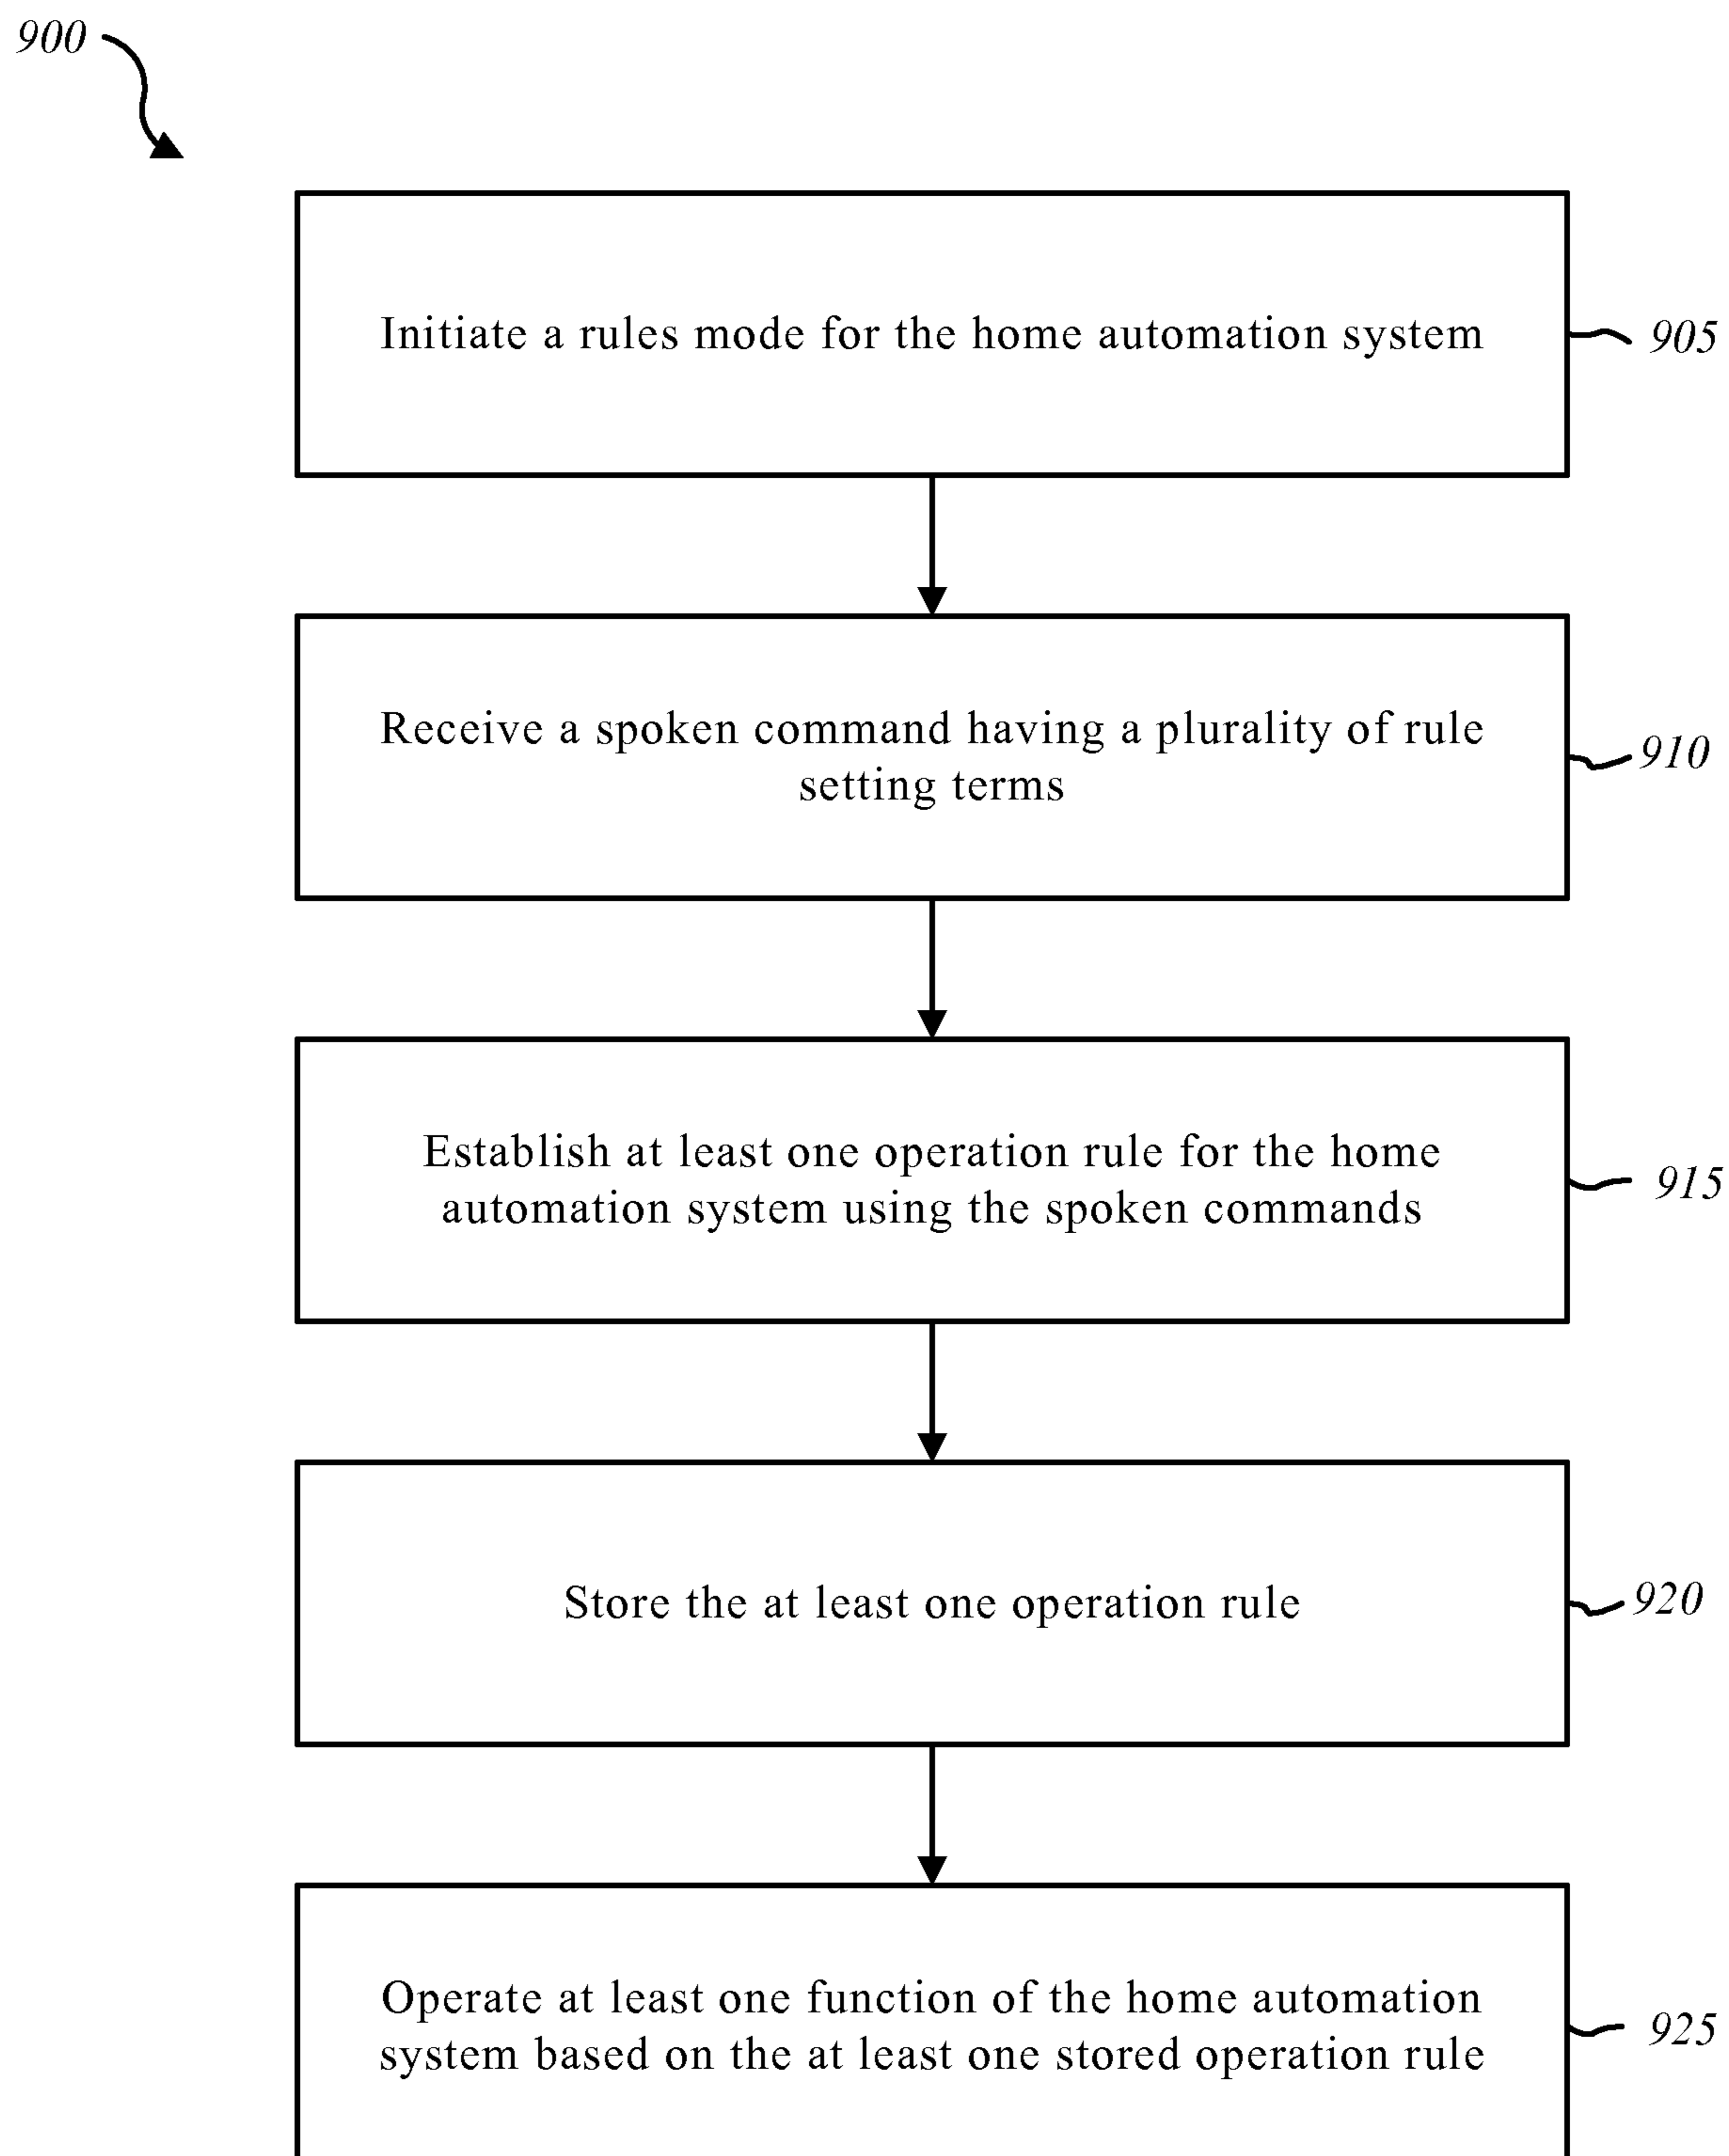 900
Initiate a rules mode for the home automation system
905
Receive a spoken command having a plurality of rule
setting terms
910
Establish at least one operation rule for the home
automation system using the spoken commands
915
Store the at least one operation rule
920
Operate at least one function of the home automation
system based on the at least one stored operation rule
925